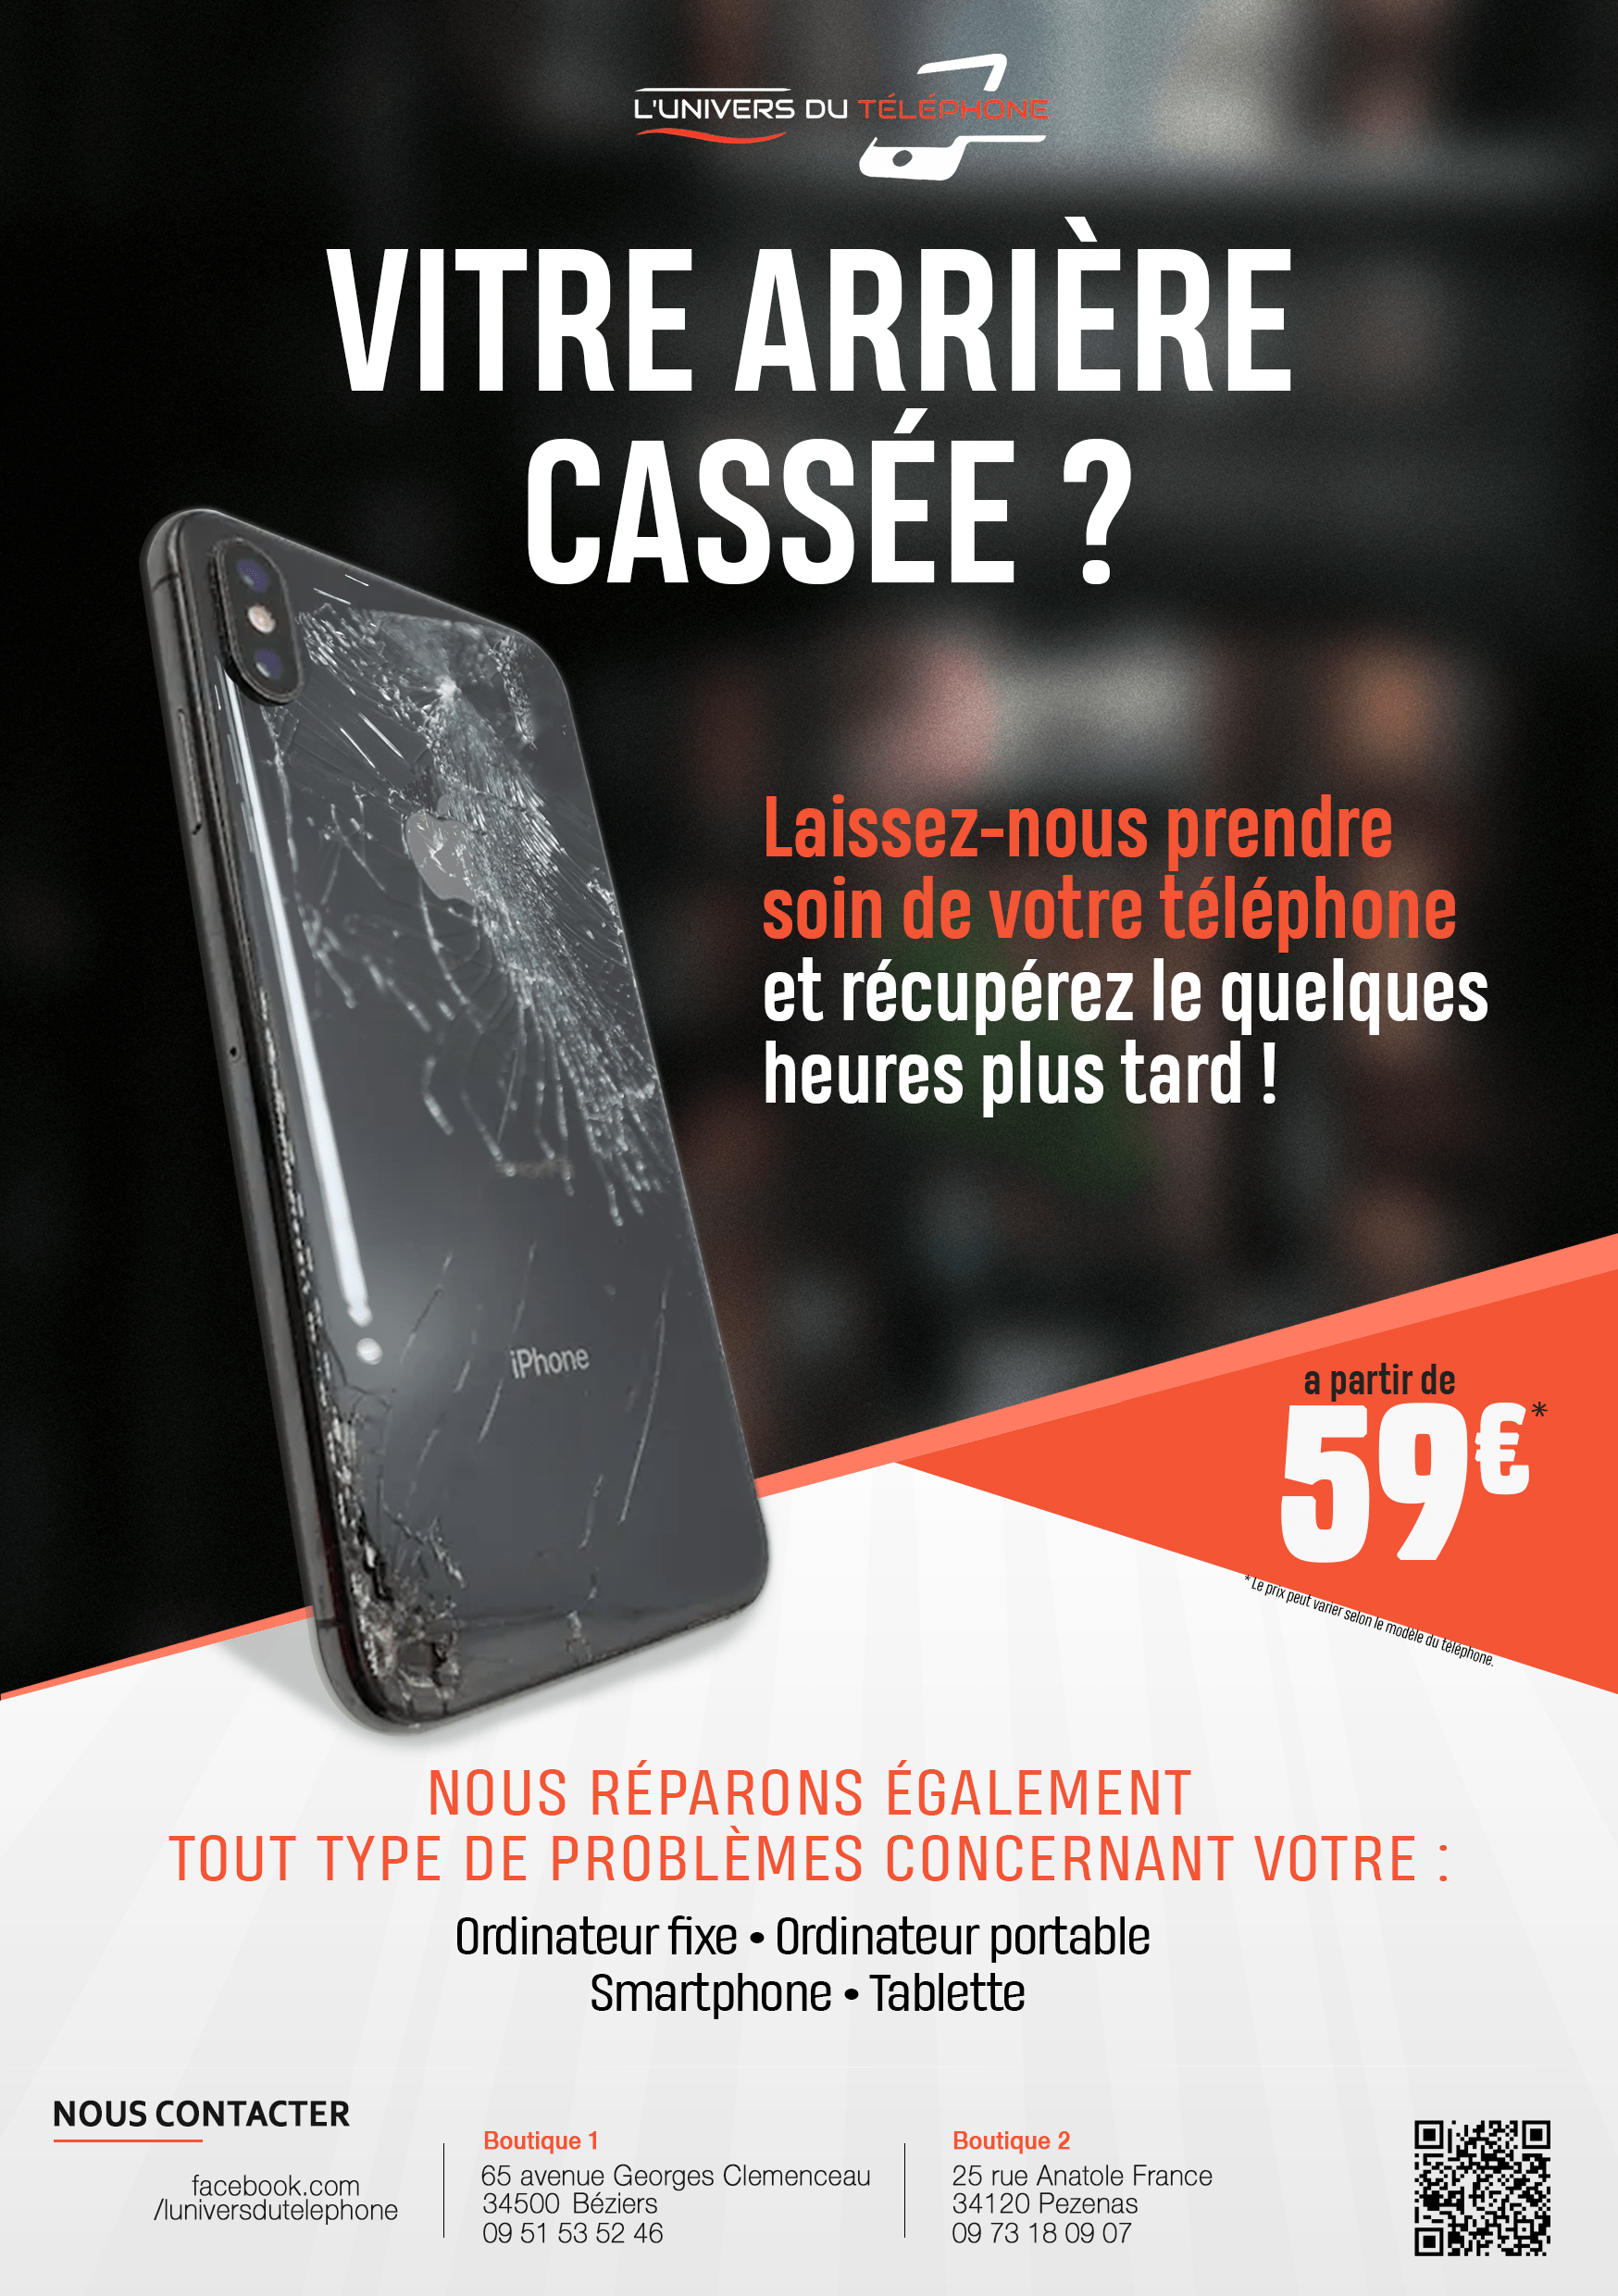 L'UNIVERS DU TÉLÉPHONE
VITRE ARRIÈRE
CASSÉE ?
Laissez-nous prendre
soin de votre téléphone
et récupérez le quelques
heures plus tard !
iPhone
a partir de
59€*
* Le prix peut varier selon le modèle du téléphone.
NOUS RÉPARONS ÉGALEMENT
TOUT TYPE DE PROBLÈMES CONCERNANT VOTRE :
Ordinateur fixe • Ordinateur portable
Smartphone • Tablette
NOUS CONTACTER
facebook.com
/luniversdutelephone
Boutique 1
65 avenue Georges Clemenceau
34500 Béziers
09 51 53 52 46
Boutique 2
25 rue Anatole France
34120 Pezenas
09 73 18 09 07